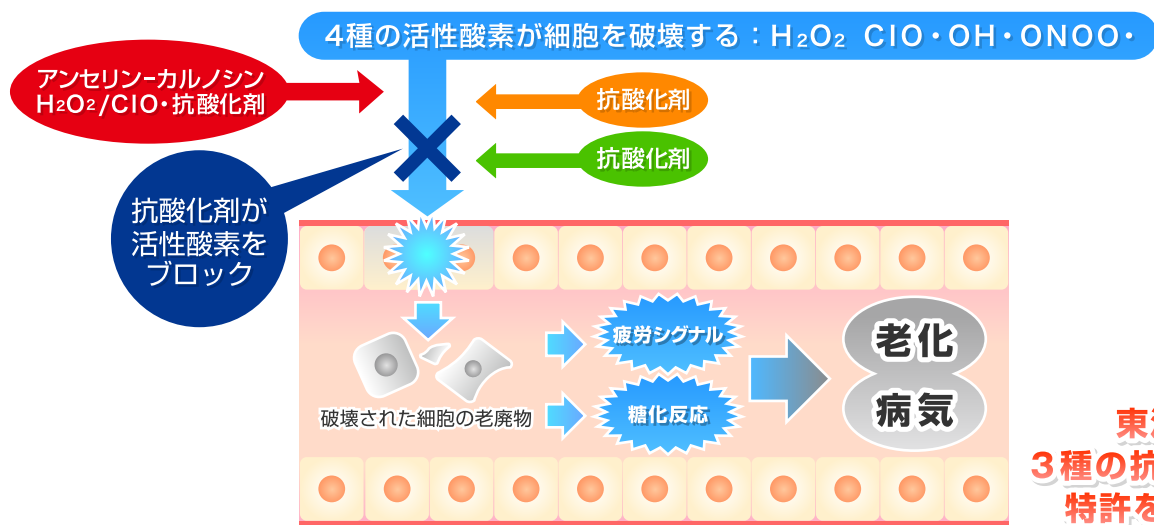 4種の活性酸素が細胞を破壊する：H₂O₂ ClO・OH・ONOO・
アンセリンーカルノシン
H₂O₂/ClO・抗酸化剤
抗酸化剤
抗酸化剤
抗酸化剤が
活性酸素を
ブロック
疲労シグナル
老化
破壊された細胞の老廃物
糖化反応
病気
3種の抗
特許を